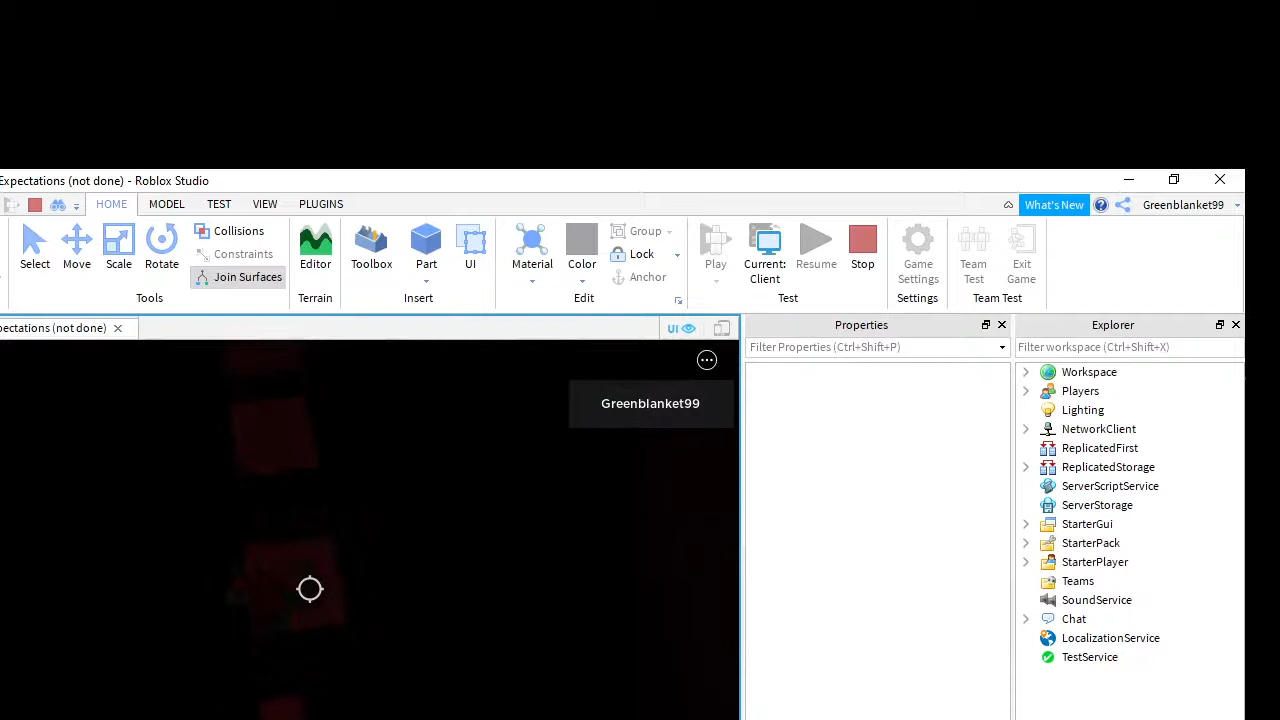 Expectations (not done) - Roblox Studio
HOME MODEL TEST VIEW PLUGINS What's New Greenblanket99
Select Move Scale Rotate Collisions Constraints Join Surfaces
Editor Toolbox Part UI
Material Color Group Lock Anchor
Play Current: Client Resume Stop
Game Settings Team Test Exit Game
Tools Terrain Insert Edit Test Settings Team Test
pectations (not done) UI
Properties
Filter Properties (Ctrl+Shift+P)
Greenblanket99
Explorer
Filter workspace (Ctrl+Shift+X)
Workspace
Players
Lighting
NetworkClient
ReplicatedFirst
ReplicatedStorage
ServerScriptService
ServerStorage
StarterGui
StarterPack
StarterPlayer
Teams
SoundService
Chat
LocalizationService
TestService